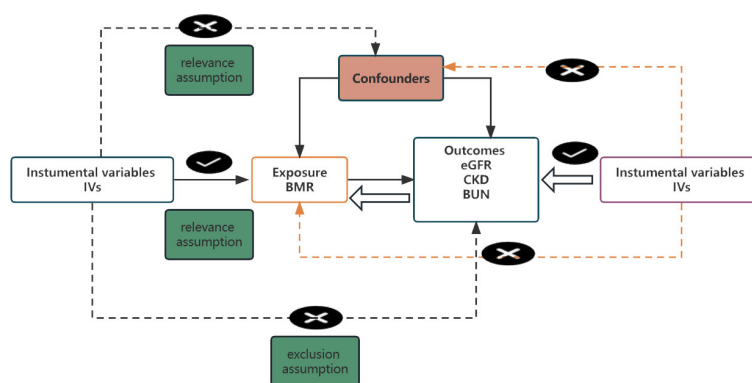 relevance
assumption
Confounders
Instumental variables
IVs
Exposure
BMR
Outcomes
eGFR
CKD
BUN
Instumental variables
IVs
relevance
assumption
exclusion
assumption